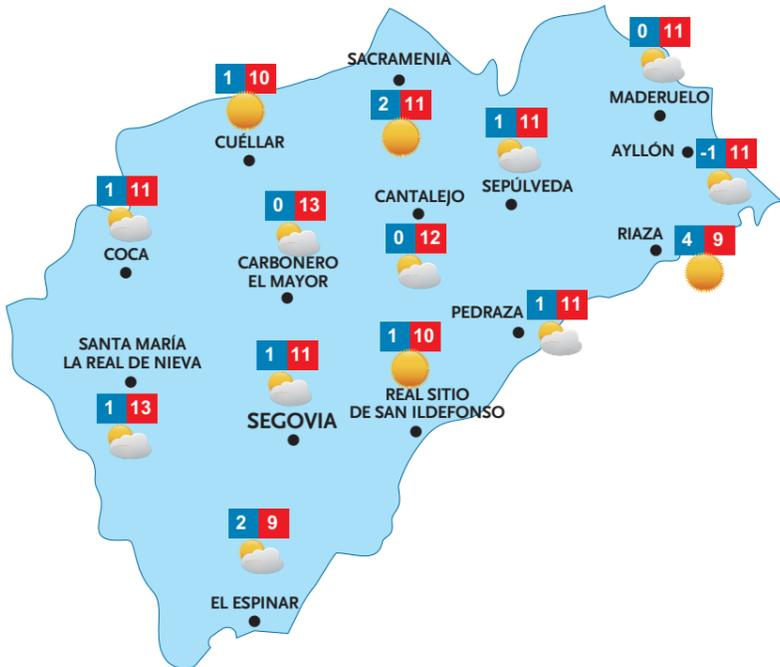 0 11
MADERUELO
SACRAMENIA
2 11
1 10
CUÉLLAR
1 11
SEPÚLVEDA
AYLLÓN
-1 11
1 11
COCA
0 13
CARBONERO
EL MAYOR
CANTALEJO
0 12
RIAZA
4 9
PEDRAZA
1 11
SANTA MARÍA
LA REAL DE NIEVA
1 13
1 11
SEGOVIA
1 10
REAL SITIO
DE SAN ILDEFONSO
2 9
EL ESPINAR